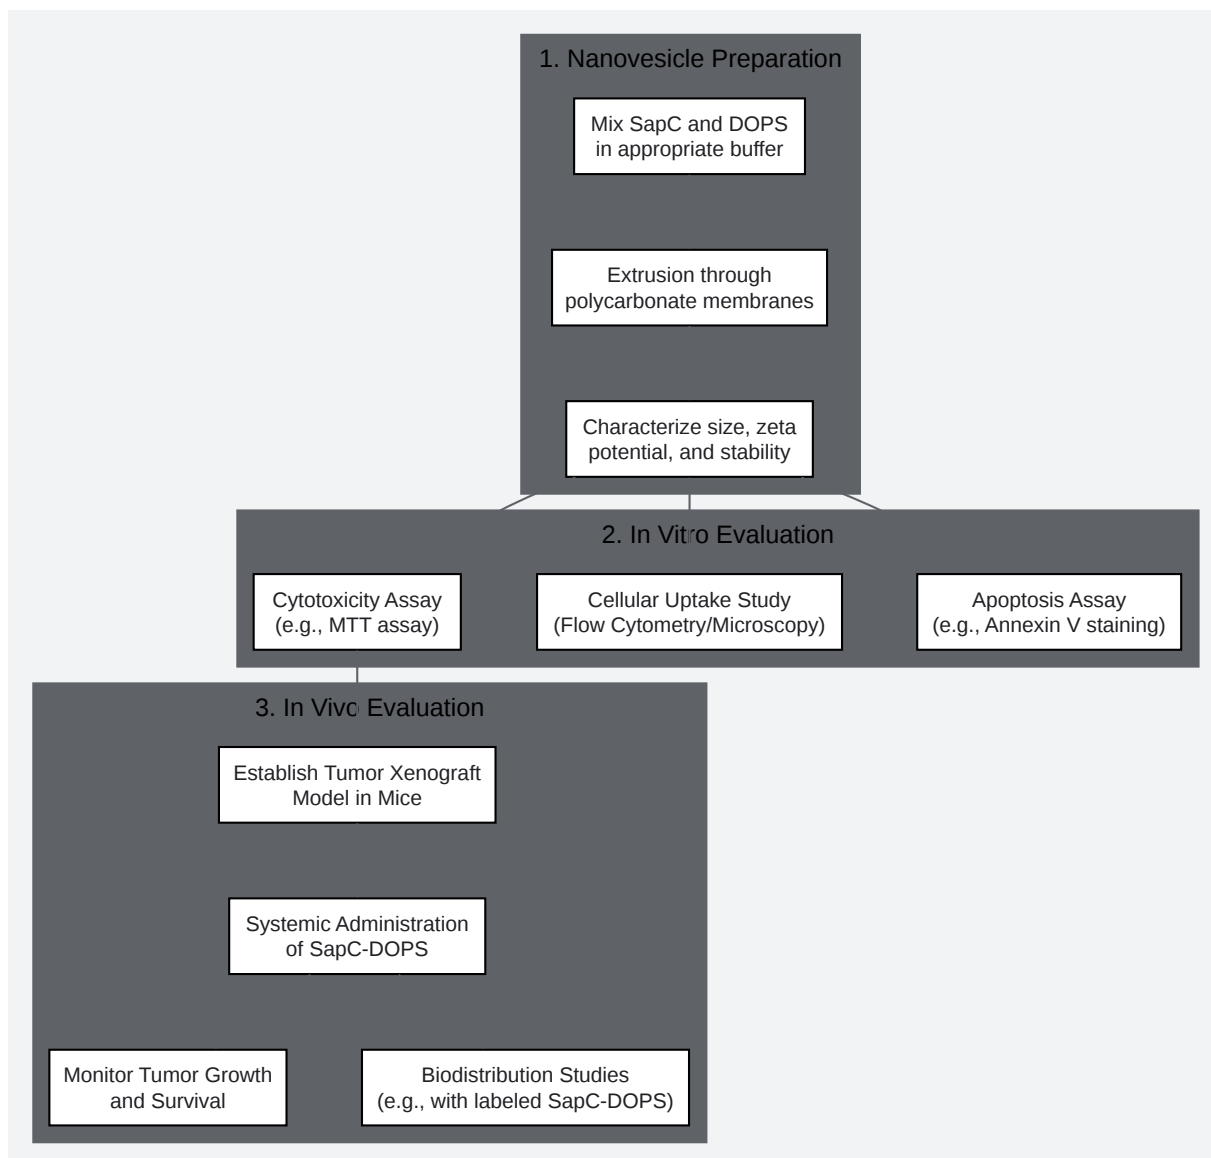 1. Nanovesicle Preparation
Mix SapC and DOPS
in appropriate buffer
Extrusion through
polycarbonate membranes
Characterize size, zeta
potential, and stability
2. In Vitro Evaluation
Cytotoxicity Assay
(e.g., MTT assay)
Cellular Uptake Study
(Flow Cytometry/Microscopy)
Apoptosis Assay
(e.g., Annexin V staining)
3. In Vivo Evaluation
Establish Tumor Xenograft
Model in Mice
Systemic Administration
of SapC-DOPS
Monitor Tumor Growth
and Survival
Biodistribution Studies
(e.g., with labeled SapC-DOPS)